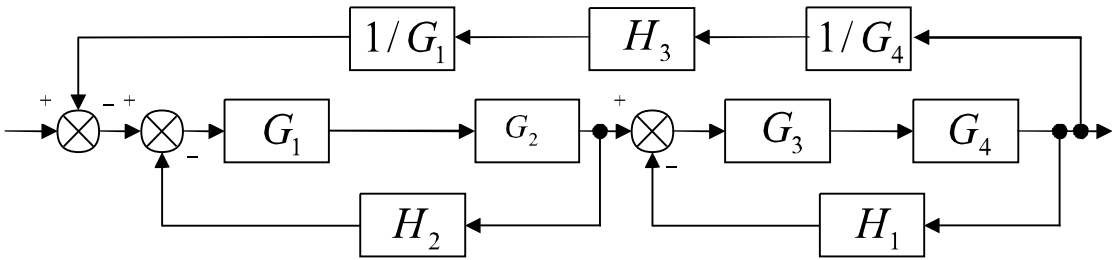 1/G₁ H₃ 1/G₄
+ − + +
G₁ G₂ G₃ G₄
− −
H₂ H₁